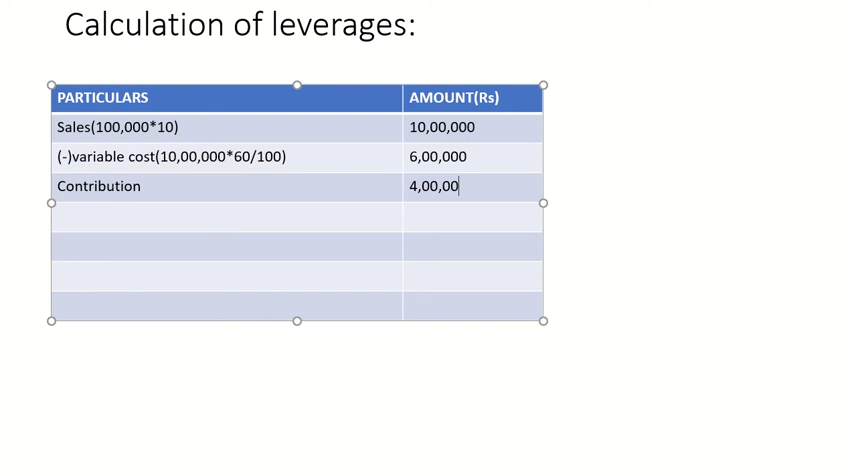 Calculation of leverages:
PARTICULARS AMOUNT(Rs)
Sales(100,000*10) 10,00,000
(-)variable cost(10,00,000*60/100) 6,00,000
Contribution 4,00,00